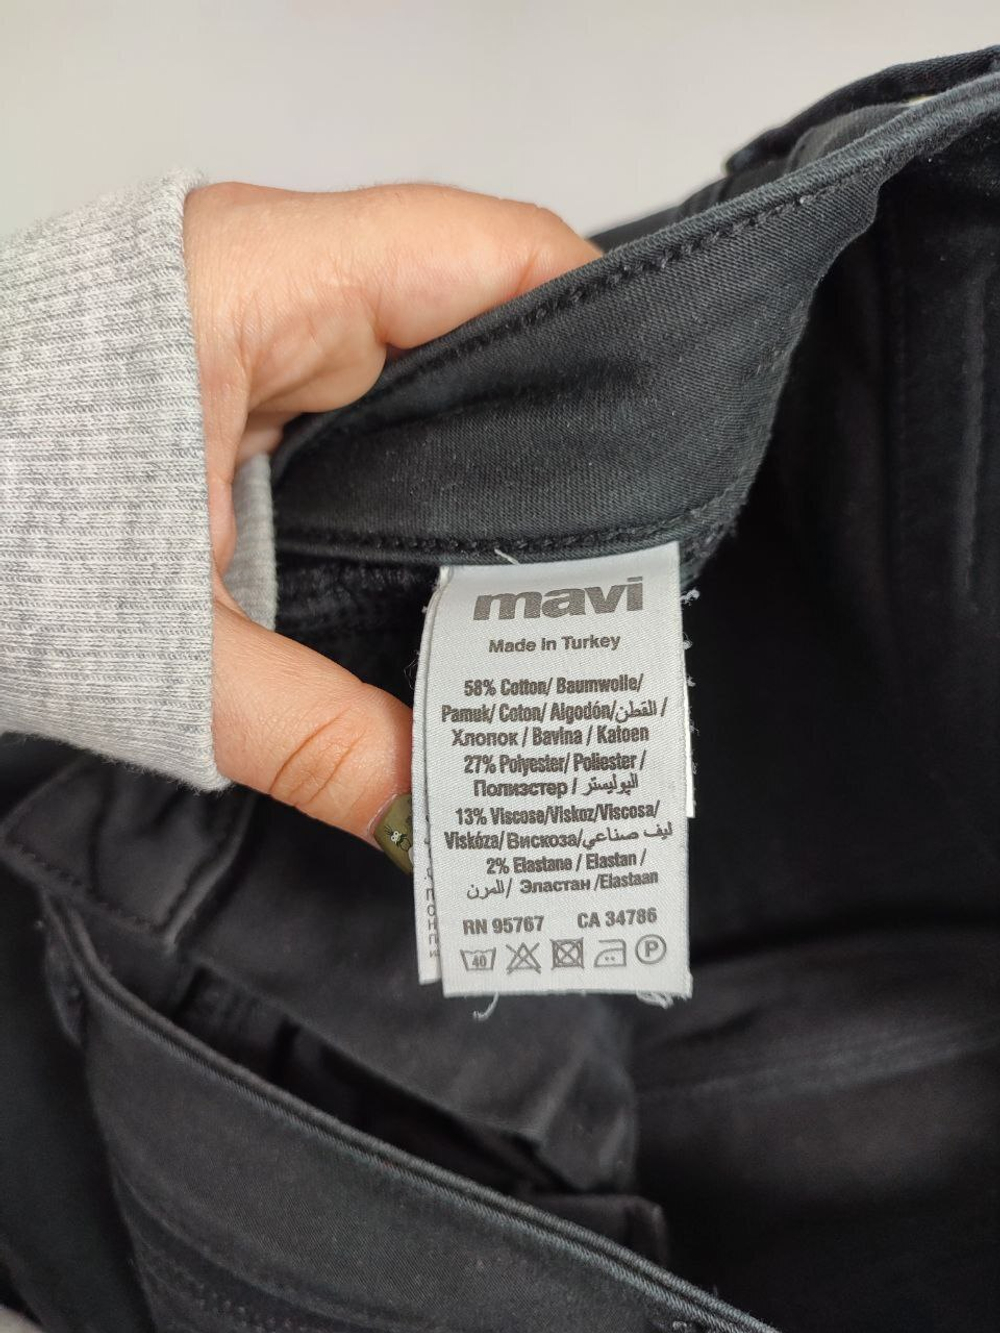 mavi
Made in Turkey
58% Cotton/ Baumwolle/
Pamuk/ Coton/ Algodón/القطن /
Хлопок / Bavlna / Katoen
27% Polyester/ Poliester /
Полиэстер / البوليستر
13% Viscose/Viskoz/Viscosa/
Viskóza/ Вискоза/ليف صناعي
2% Elastane / Elastan /
المرن/ Эластан /Elastaan
RN 95767 CA 34786
40 P